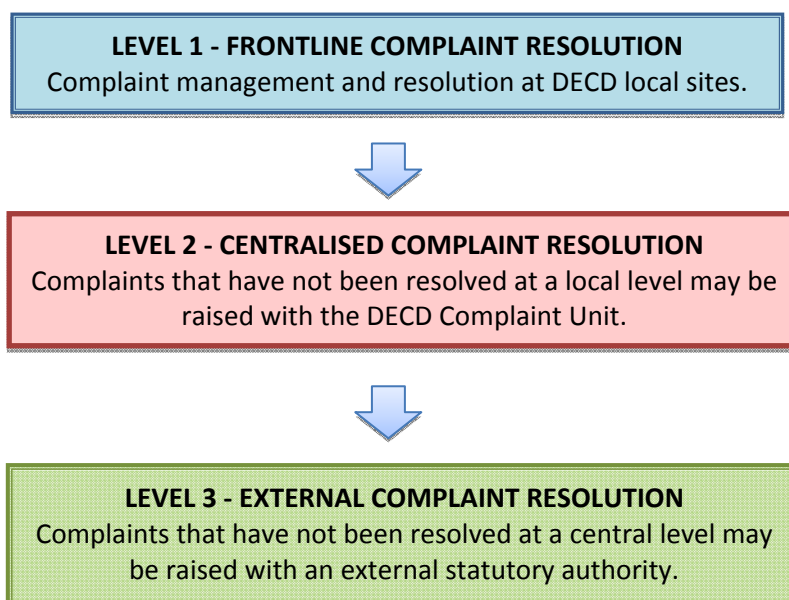 LEVEL 1 - FRONTLINE COMPLAINT RESOLUTION
Complaint management and resolution at DECD local sites.
LEVEL 2 - CENTRALISED COMPLAINT RESOLUTION
Complaints that have not been resolved at a local level may be
raised with the DECD Complaint Unit.
LEVEL 3 - EXTERNAL COMPLAINT RESOLUTION
Complaints that have not been resolved at a central level may
be raised with an external statutory authority.